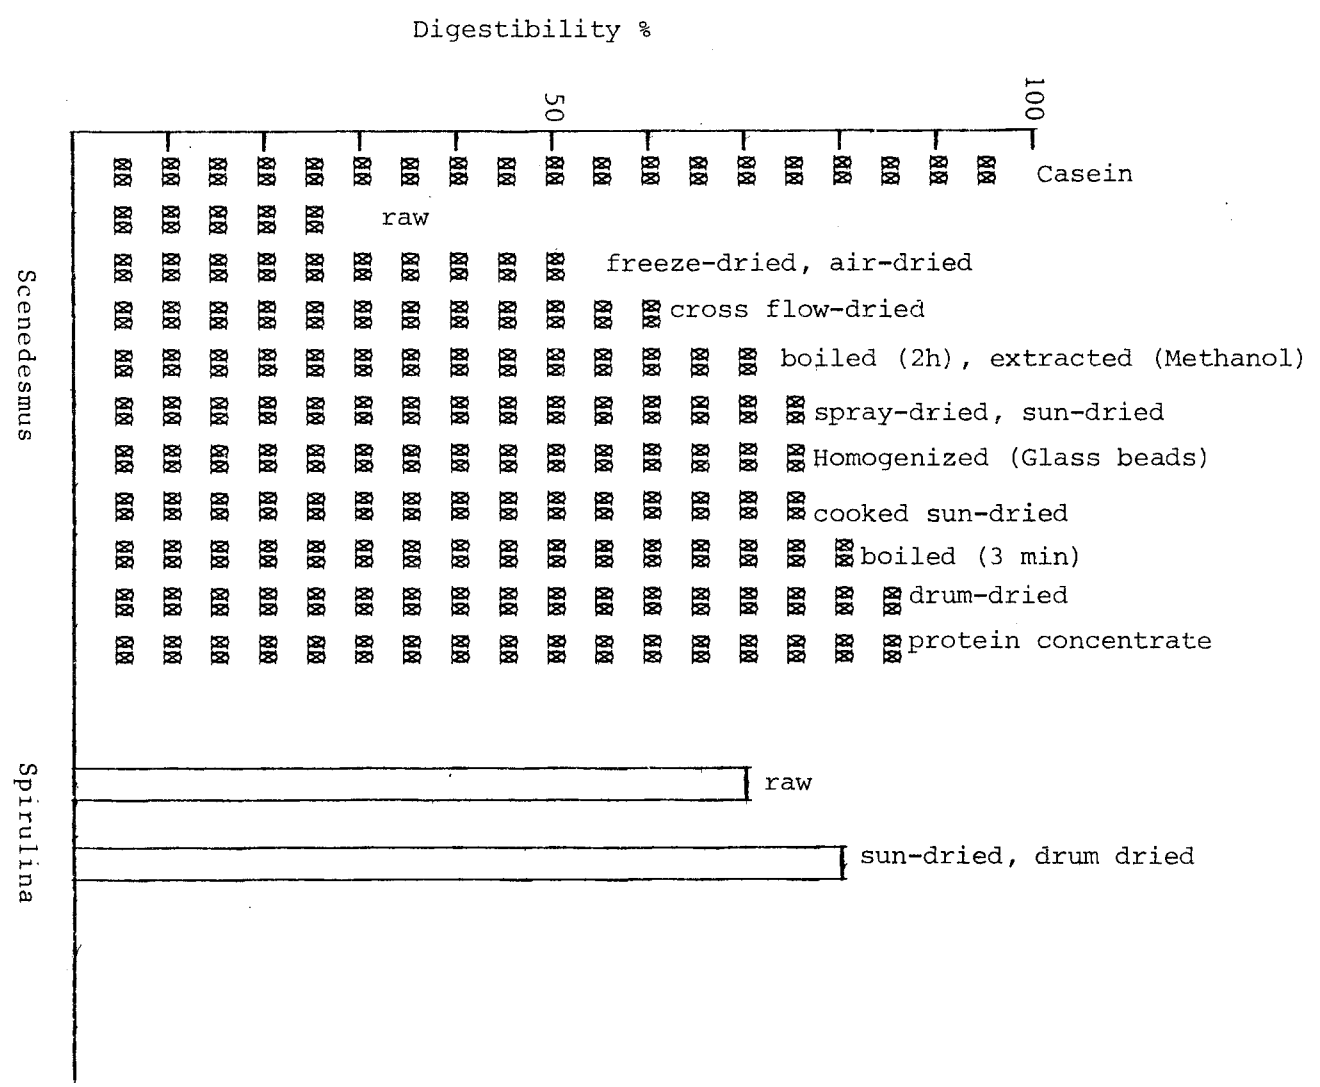 Digestibility %
50
100
Casein
raw
freeze-dried, air-dried
cross flow-dried
boiled (2h), extracted (Methanol)
spray-dried, sun-dried
Homogenized (Glass beads)
cooked sun-dried
boiled (3 min)
drum-dried
protein concentrate
Scenedesmus
raw
sun-dried, drum dried
Spirulina